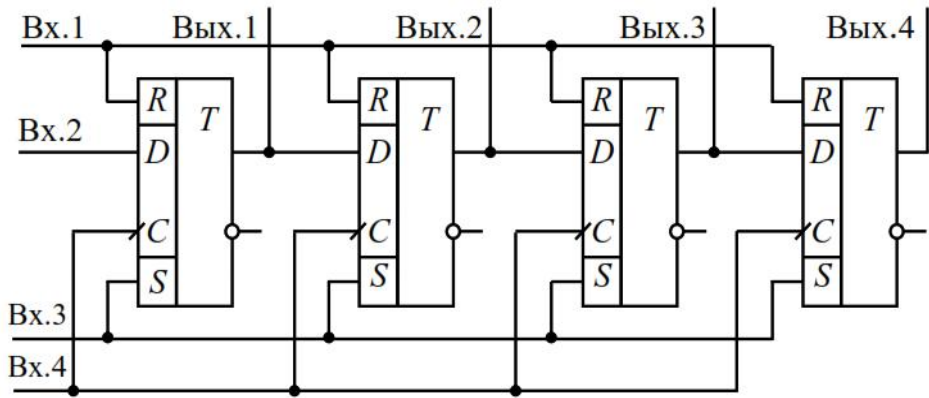 Вх.1 Вых.1 Вых.2 Вых.3 Вых.4
R T R T R T R T
Вх.2 D D D D
C C C C
S S S S
Вх.3
Вх.4